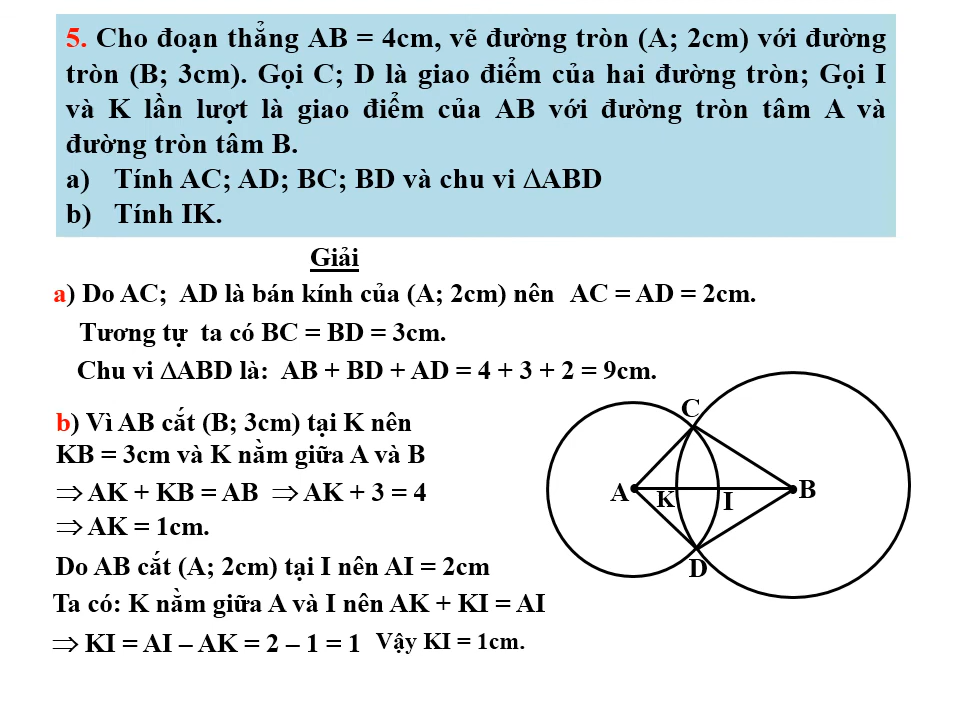 5. Cho đoạn thẳng AB = 4cm, vẽ đường tròn (A; 2cm) với đường
tròn (B; 3cm). Gọi C; D là giao điểm của hai đường tròn; Gọi I
và K lần lượt là giao điểm của AB với đường tròn tâm A và
đường tròn tâm B.
a) Tính AC; AD; BC; BD và chu vi ∆ABD
b) Tính IK.
Giải
a) Do AC; AD là bán kính của (A; 2cm) nên AC = AD = 2cm.
Tương tự ta có BC = BD = 3cm.
Chu vi ∆ABD là: AB + BD + AD = 4 + 3 + 2 = 9cm.
b) Vì AB cắt (B; 3cm) tại K nên
KB = 3cm và K nằm giữa A và B
⇒ AK + KB = AB ⇒ AK + 3 = 4
⇒ AK = 1cm.
Do AB cắt (A; 2cm) tại I nên AI = 2cm
Ta có: K nằm giữa A và I nên AK + KI = AI
⇒ KI = AI – AK = 2 – 1 = 1 Vậy KI = 1cm.
C
A K I B
D